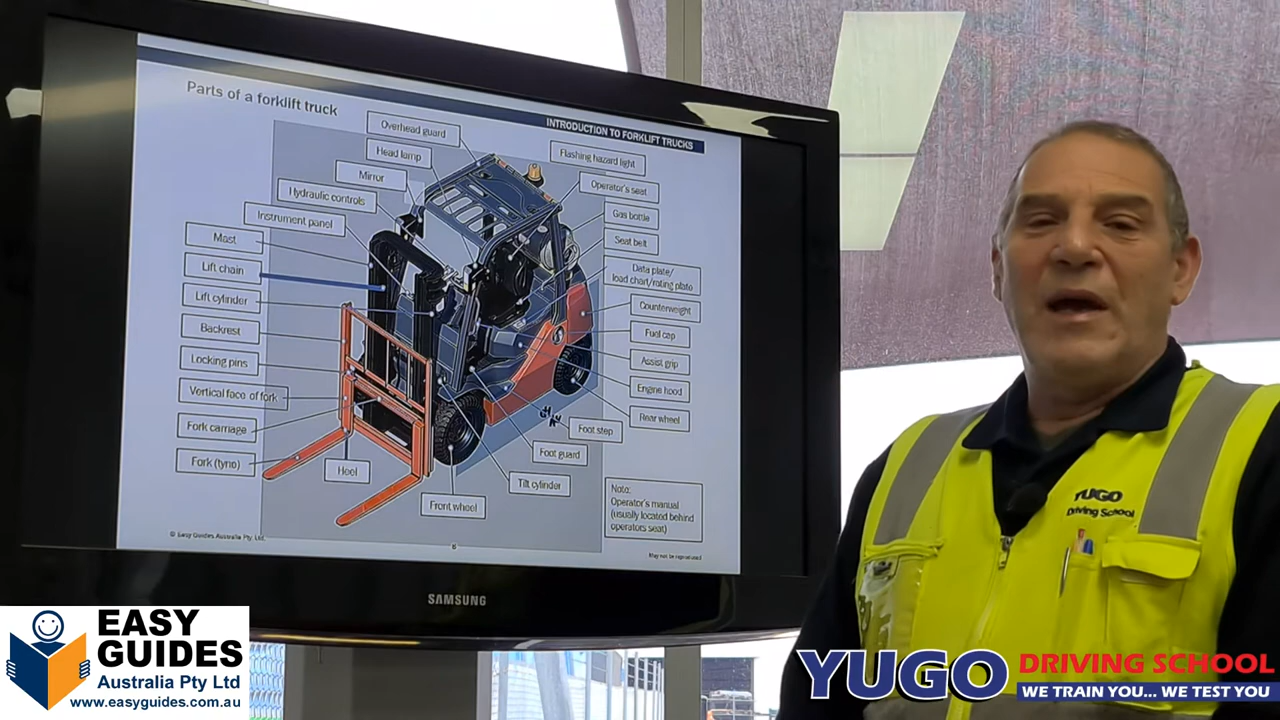 Parts of a forklift truck
INTRODUCTION TO FORKLIFT TRUCKS
Overhead guard
Head lamp
Mirror
Hydraulic controls
Instrument panel
Mast
Lift chain
Lift cylinder
Backrest
Locking pins
Vertical face of fork
Fork carriage
Fork (tyne)
Heel
Front wheel
Tilt cylinder
Foot guard
Foot step
Flashing hazard light
Operator's seat
Gas bottle
Seat belt
Data plate/
load chart/rating plate
Counterweight
Fuel cap
Assist grip
Engine hood
Rear wheel
Note:
Operator's manual
(usually located behind
operators seat)
© Easy Guides Australia Pty. Ltd.
6
May not be reproduced
SAMSUNG
YUGO
Driving School
EASY
GUIDES
Australia Pty Ltd
www.easyguides.com.au
YUGO DRIVING SCHOOL
WE TRAIN YOU... WE TEST YOU